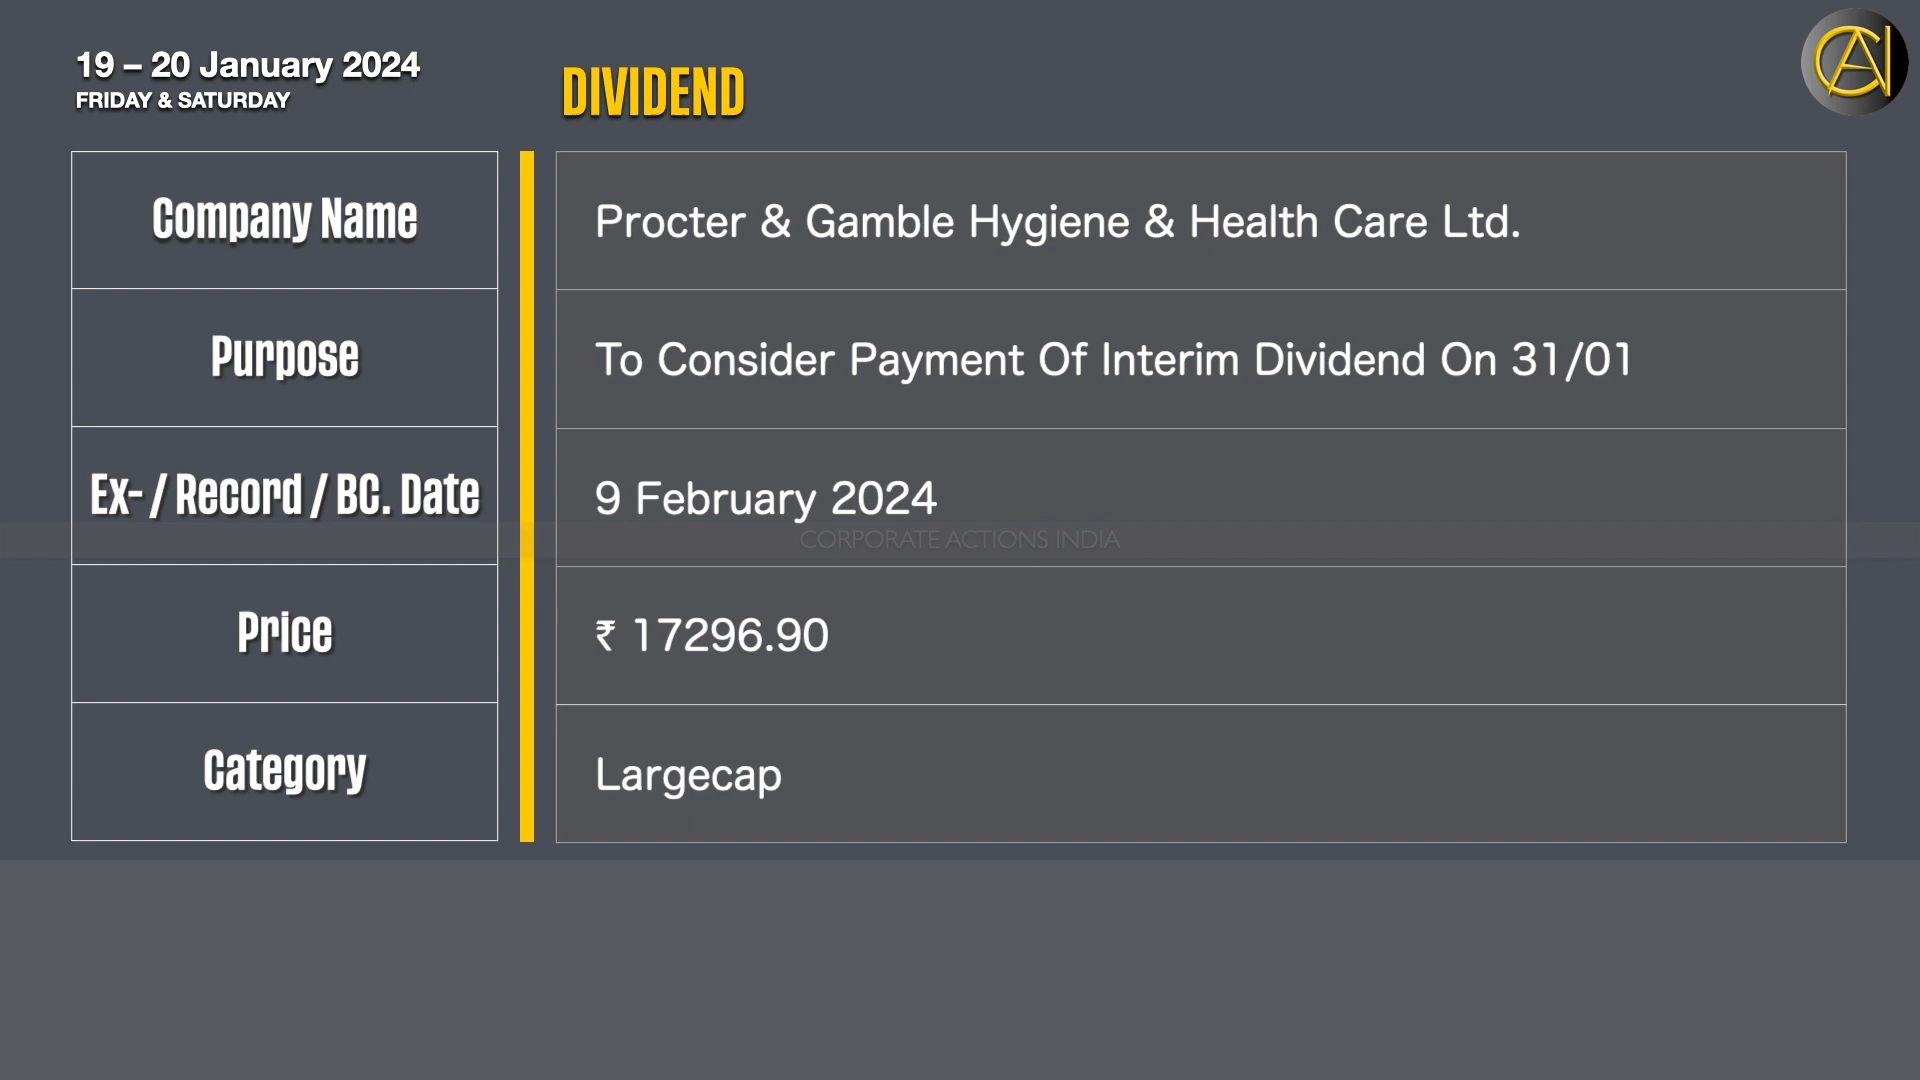 19 – 20 January 2024
FRIDAY & SATURDAY
DIVIDEND
CAI
Company Name
Procter & Gamble Hygiene & Health Care Ltd.
Purpose
To Consider Payment Of Interim Dividend On 31/01
Ex- / Record / BC. Date
9 February 2024
CORPORATE ACTIONS INDIA
Price
₹ 17296.90
Category
Largecap